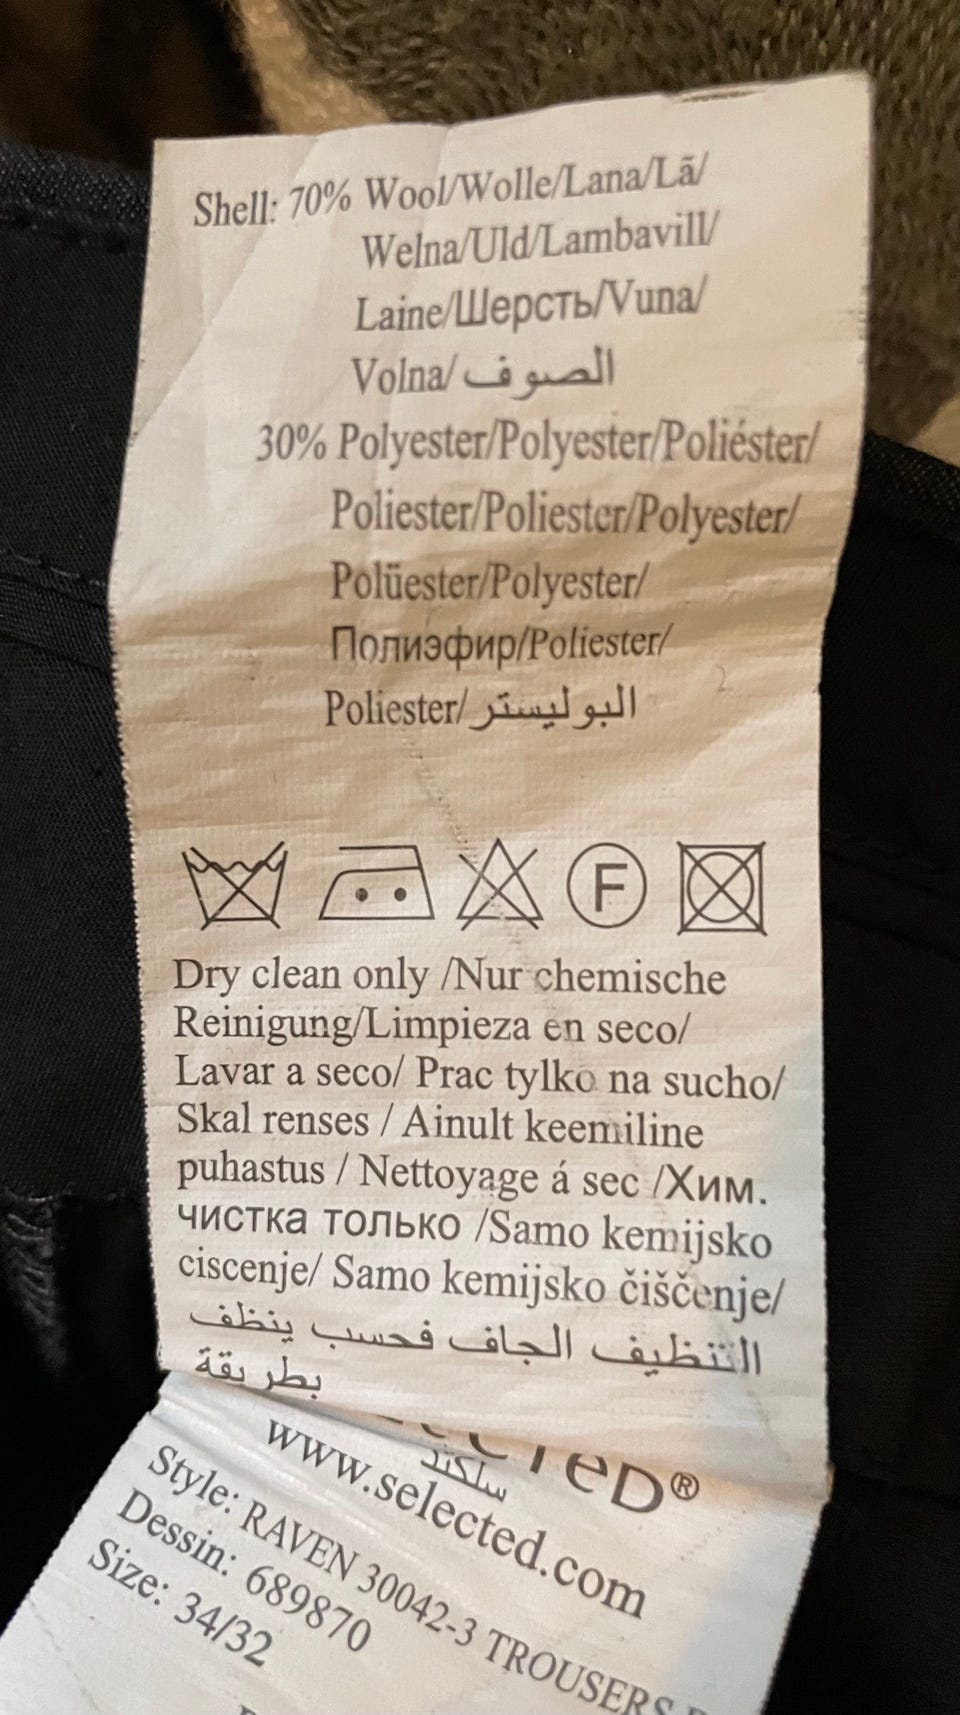 Shell: 70% Wool/Wolle/Lana/Lã/
Welna/Uld/Lambavill/
Laine/Шерсть/Vuna/
Volna/الصوف
30% Polyester/Polyester/Poliéster/
Poliester/Poliester/Polyester/
Polüester/Polyester/
Полиэфир/Poliester/
Poliester/البوليستر
F
Dry clean only /Nur chemische
Reinigung/Limpieza en seco/
Lavar a seco/ Prac tylko na sucho/
Skal renses / Ainult keemiline
puhastus / Nettoyage á sec /Хим.
чистка только /Samo kemijsko
ciscenje/ Samo kemijsko čiščenje/
التنظيف الجاف فحسب ينظف
بطريقة
سلكتد
www.selected.com
Style: RAVEN 30042-3 TROUSERS
Dessin: 689870
Size: 34/32